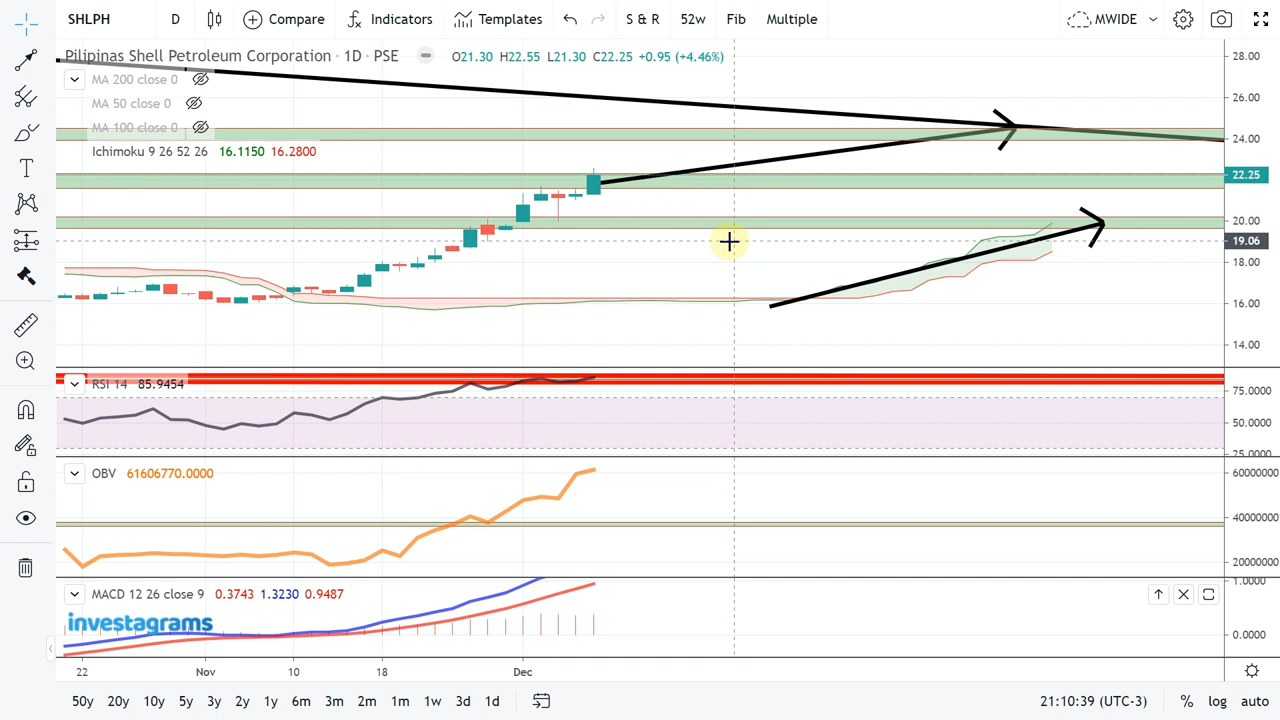 SHLPH D Compare Indicators Templates S & R 52w Fib Multiple MWIDE
Pilipinas Shell Petroleum Corporation · 1D · PSE O21.30 H22.55 L21.30 C22.25 +0.95 (+4.46%)
MA 200 close 0
MA 50 close 0
MA 100 close 0
Ichimoku 9 26 52 26 16.1150 16.2800
28.00
26.00
24.00
22.25
20.00
19.06
18.00
16.00
14.00
RSI 14 85.9454
75.0000
50.0000
25.0000
OBV 61606770.0000
60000000
40000000
20000000
MACD 12 26 close 9 0.3743 1.3230 0.9487
1.0000
0.0000
investagrams
22 Nov 10 18 Dec
50y 20y 10y 5y 3y 2y 1y 6m 3m 2m 1m 1w 3d 1d 21:10:39 (UTC-3) % log auto